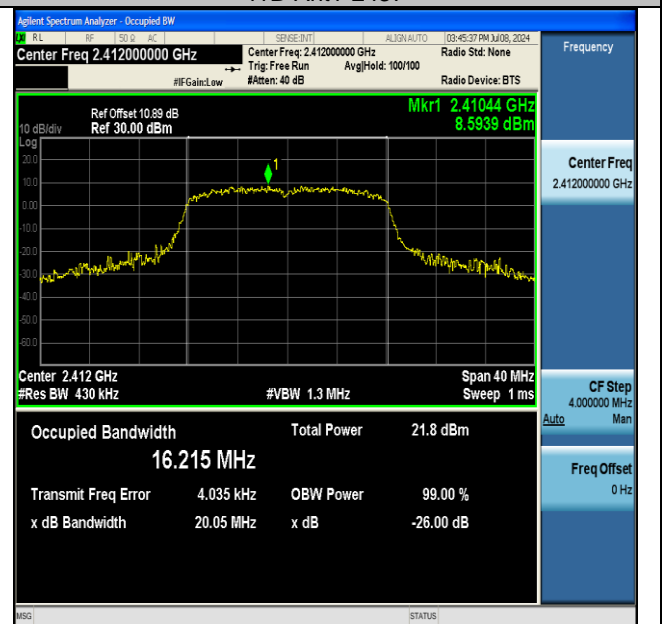 Agilent Spectrum Analyzer - Occupied BW
RL RF 50 Ω AC SENSE:INT ALIGN AUTO 03:45:37 PM Jul 08, 2024
Center Freq 2.412000000 GHz Center Freq: 2.412000000 GHz Radio Std: None
Trig: Free Run Avg|Hold: 100/100
#IFGain:Low #Atten: 40 dB Radio Device: BTS
Frequency
Ref Offset 10.89 dB Mkr1 2.41044 GHz
10 dB/div Ref 30.00 dBm 8.5939 dBm
Log
20.0
1
10.0
0.00
-10.0
-20.0
-30.0
-40.0
-50.0
-60.0
Center 2.412 GHz Span 40 MHz
#Res BW 430 kHz #VBW 1.3 MHz Sweep 1 ms
Center Freq
2.412000000 GHz
CF Step
4.000000 MHz
Auto Man
Freq Offset
0 Hz
Occupied Bandwidth Total Power 21.8 dBm
16.215 MHz
Transmit Freq Error 4.035 kHz OBW Power 99.00 %
x dB Bandwidth 20.05 MHz x dB -26.00 dB
MSG STATUS